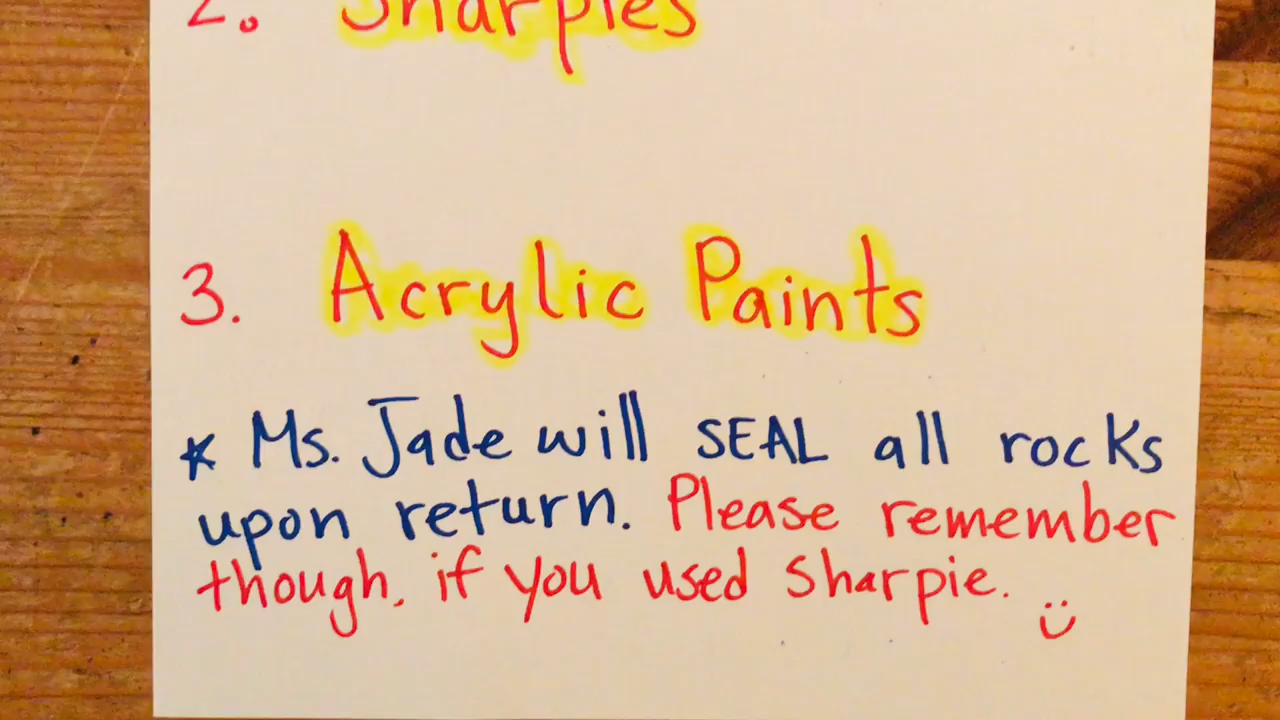 2. Sharpies
3. Acrylic Paints
* Ms. Jade will SEAL all rocks
upon return. Please remember
though, if you used Sharpie. :)